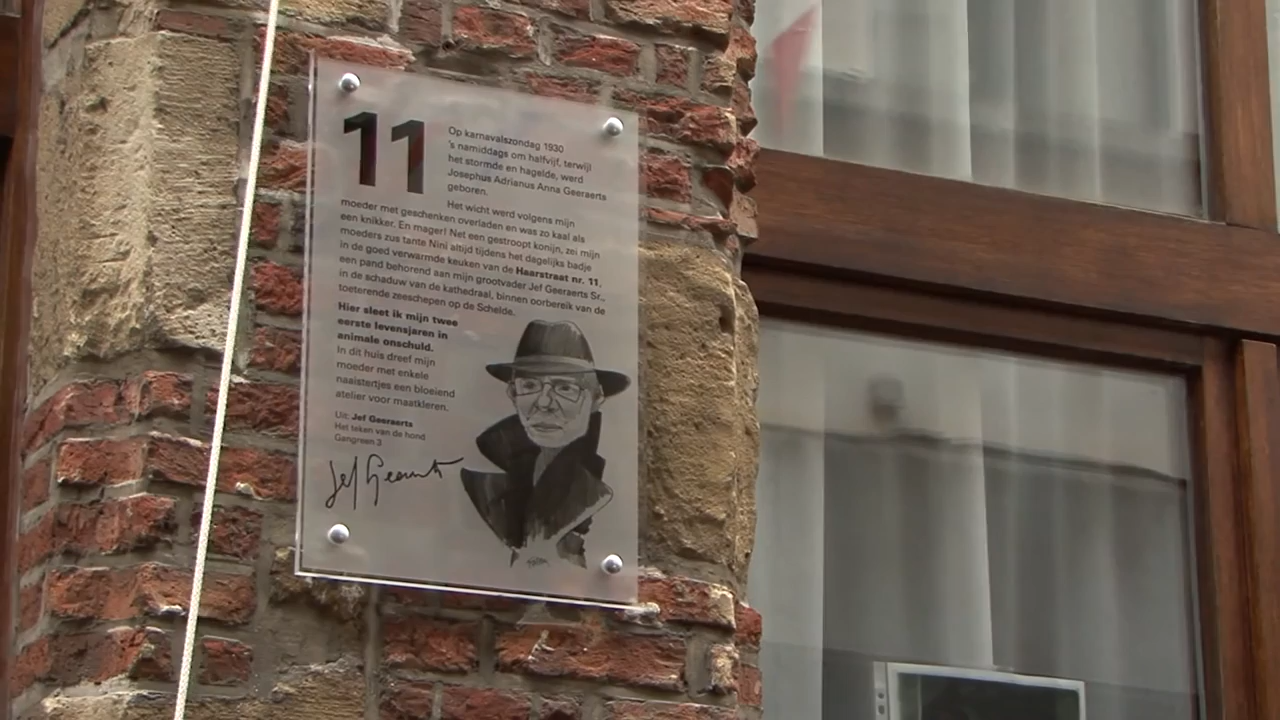 11
Op karnavalszondag 1930
's namiddags om halfvijf, terwijl
het stormde en hagelde, werd
Josephus Adrianus Anna Geeraerts
geboren.
Het wicht werd volgens mijn
moeder met geschenken overladen en was zo kaal als
een knikker. En mager! Net een gestroopt konijn, zei mijn
moeders zus tante Nini altijd tijdens het dagelijks badje
in de goed verwarmde keuken van de Haarstraat nr. 11,
een pand behorend aan mijn grootvader Jef Geeraerts Sr.,
in de schaduw van de kathedraal, binnen oorbereik van de
toeterende zeeschepen op de Schelde.
Hier sleet ik mijn twee
eerste levensjaren in
animale onschuld.
In dit huis dreef mijn
moeder met enkele
naaistertjes een bloeiend
atelier voor maatkleren.
Uit: Jef Geeraerts
Het teken van de hond
Gangreen 3
Jef Geeraerts